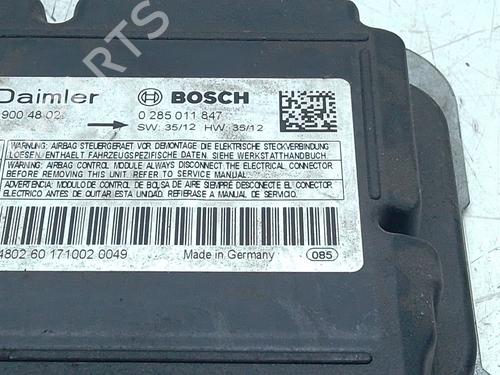 PARTS
Daimler
BOSCH
900 48 02
0 285 011 847
SW: 35/12 HW: 35/12
WARNUNG: AIRBAG STEUERGERAET VOR DEMONTAGE DIE ELEKTRISCHE STECKVERBINDUNG
LOESEN. ENTHAELT FAHRZEUGSPEZIFISCHE DATEN, SIEHE WERKSTATTHANDBUCH.
WARNING: AIRBAG CONTROL MODULE ALWAYS DISCONNECT THE ELECTRICAL CONNECTOR
BEFORE REMOVING THIS UNIT. REFER TO SERVICE MANUAL.
ADVERTENCIA: MODULO DE CONTROL DE BOLSA DE AIRE SIEMPRE DESCONECTE EL CONECTOR
ELECTRICO ANTES DE QUITAR ESTA UNIDAD. REFIERASE A MANUAL DE SERVICIO.
4802 60 171002 0049
Made in Germany
085